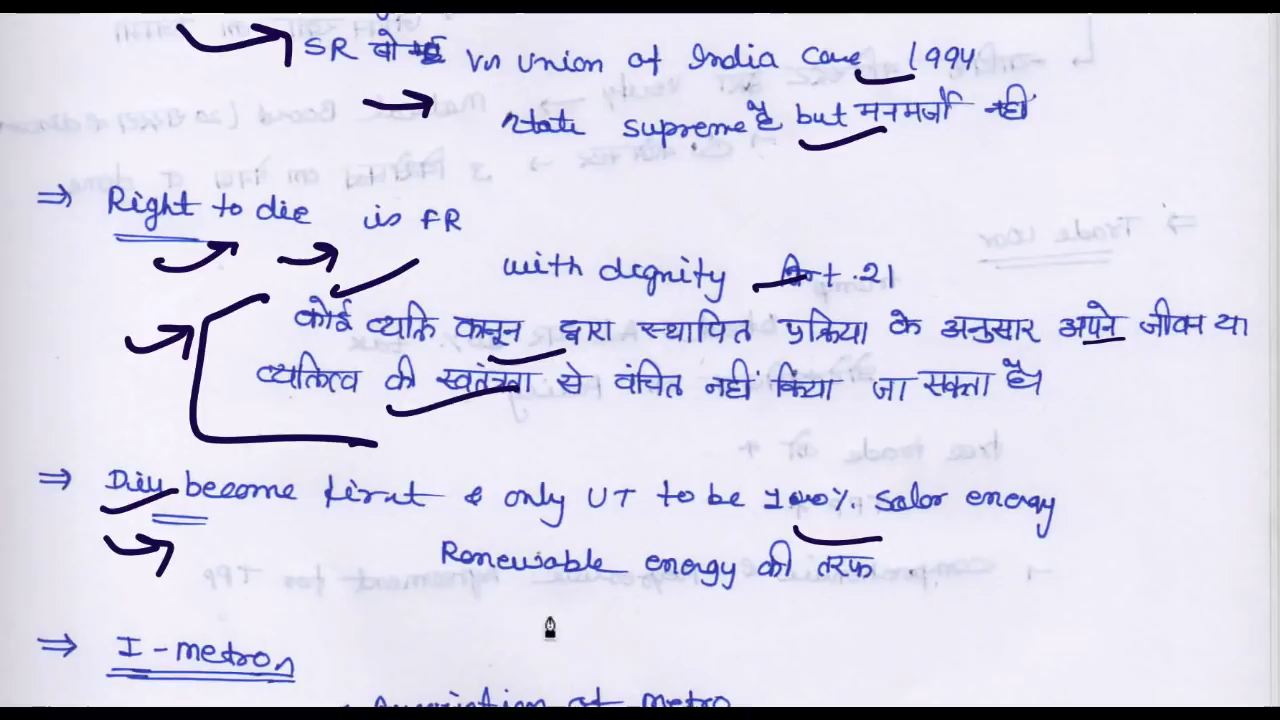 SR बोम्मई Vs Union of India Case 1994
State supreme है but मनमर्जी नहीं
⇒ Right to die is FR
with dignity Art. 21
कोई व्यक्ति कानून द्वारा स्थापित प्रक्रिया के अनुसार अपने जीवन या
व्यक्तित्व की स्वतंत्रता से वंचित नहीं किया जा सकता है।
⇒ Diu become first & only UT to be 100% Solar energy
Renewable energy की तरफ
⇒ I-metros
of metro